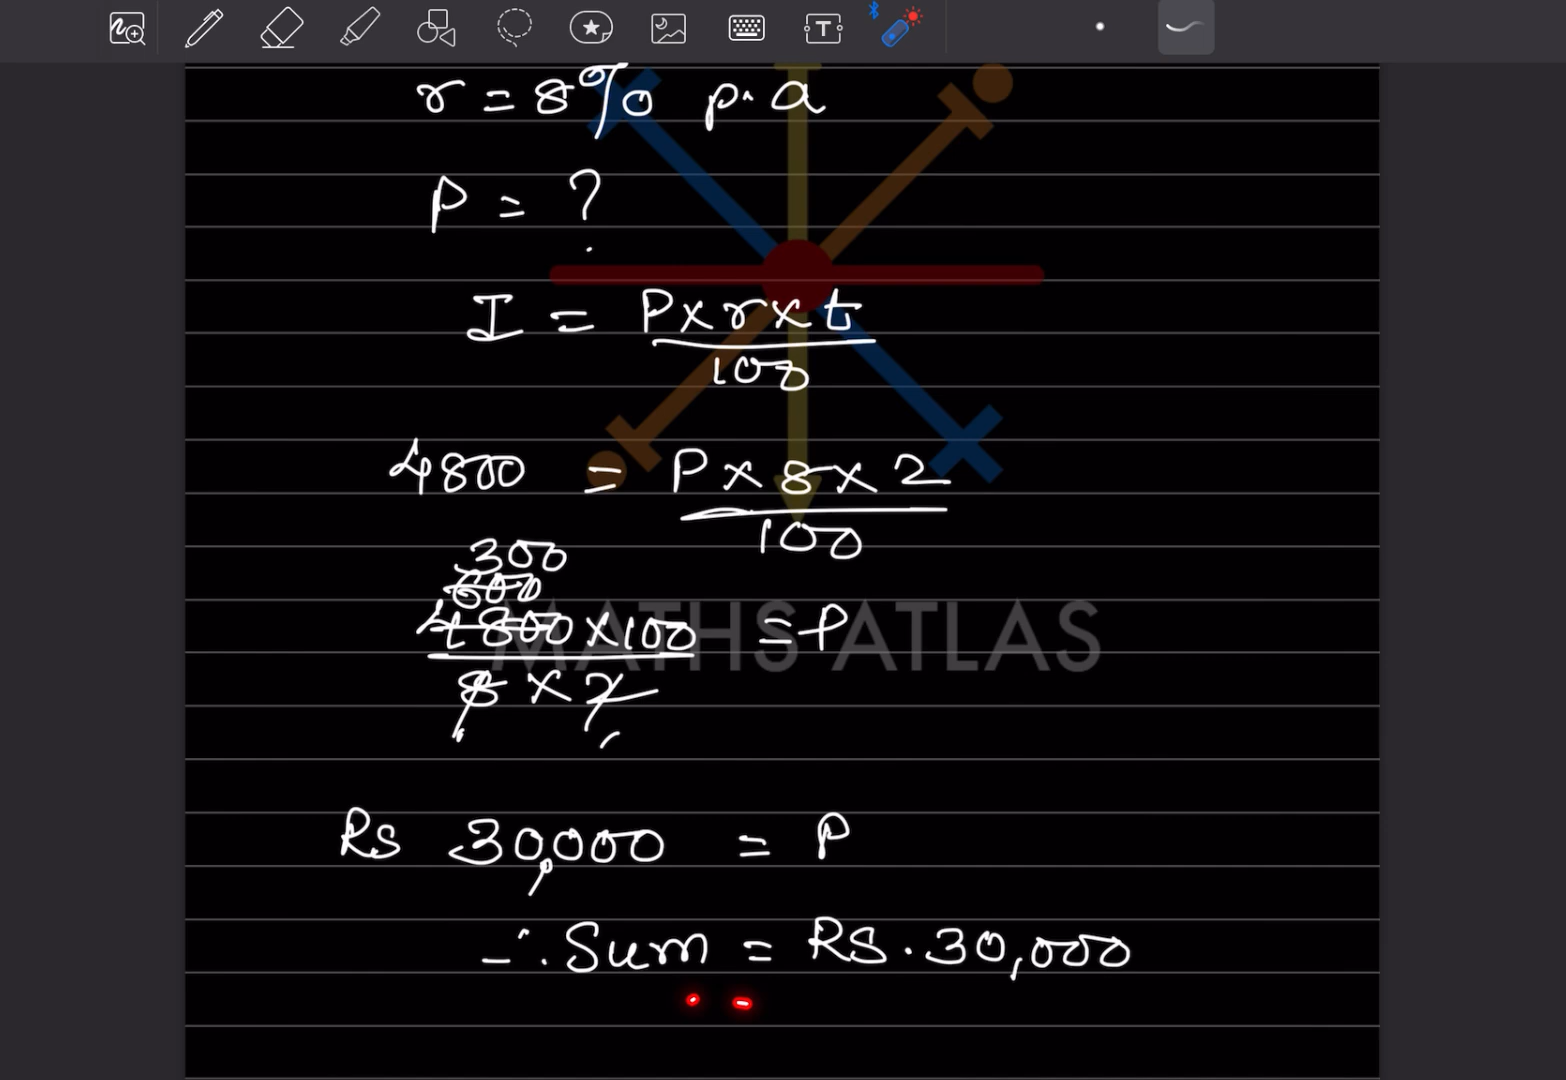 r = 8% p.a
P = ?
I = P x r x t
100
4800 = P x 8 x 2
100
300
600
4800 x 100 = P
8 x 2
MATHS ATLAS
Rs 30,000 = P
∴ Sum = RS. 30,000